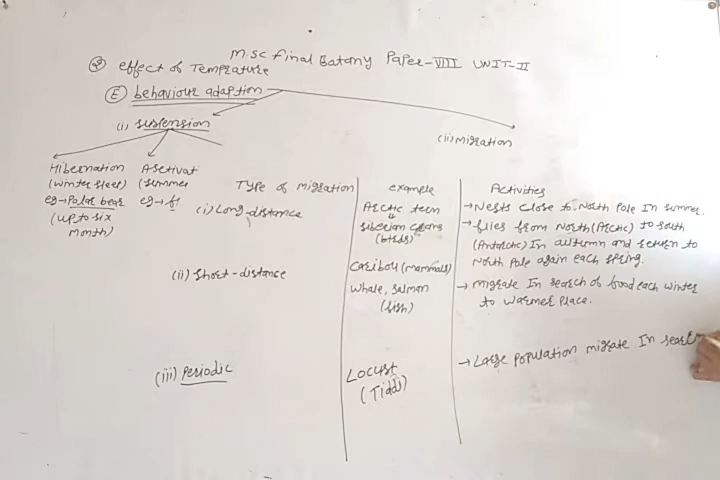 M.SC final Botany Paper-VIII UNIT-II
② effect of Temperature
Ⓔ behaviour adaption
(i) suspension
(ii) migration
Hibernation
(winter sleep)
eg → Polar bear
(up to six
month)
Aestivat
(summer
eg →
Type of migration
(i) Long distance
(ii) Short-distance
(iii) Periodic
example
Arctic tern
Siberian
(birds)
Caribou (mammals)
Whale, salmon
(fish)
Locust
(Tiddi)
Activities
→ Nests close to North Pole In summer.
→ flies from North (Arctic) to south
(Antarctic) In autumn and return to
North Pole again each spring.
→ migrate In search of food each winter
to warmer place.
→ Large population migrate In sear